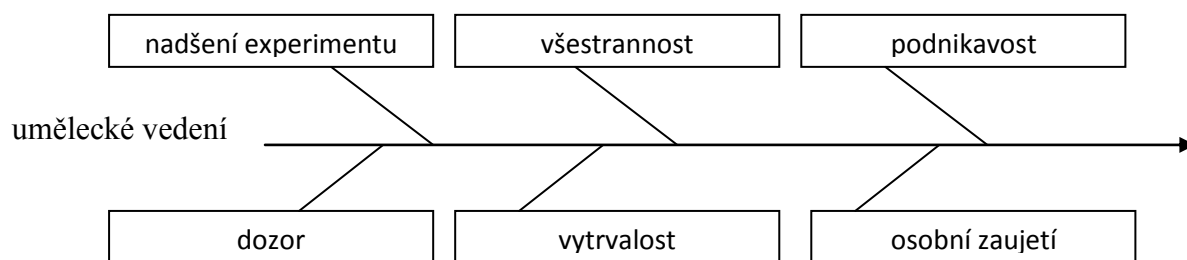 nadšení experimentu
všestrannost
podnikavost
umělecké vedení
dozor
vytrvalost
osobní zaujetí